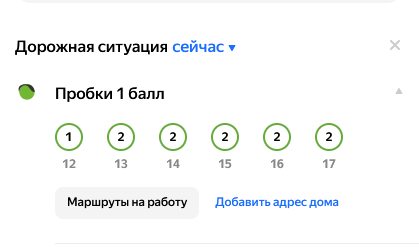 Дорожная ситуация сейчас
Пробки 1 балл
1 2 2 2 2 2
12 13 14 15 16 17
Маршруты на работу Добавить адрес дома